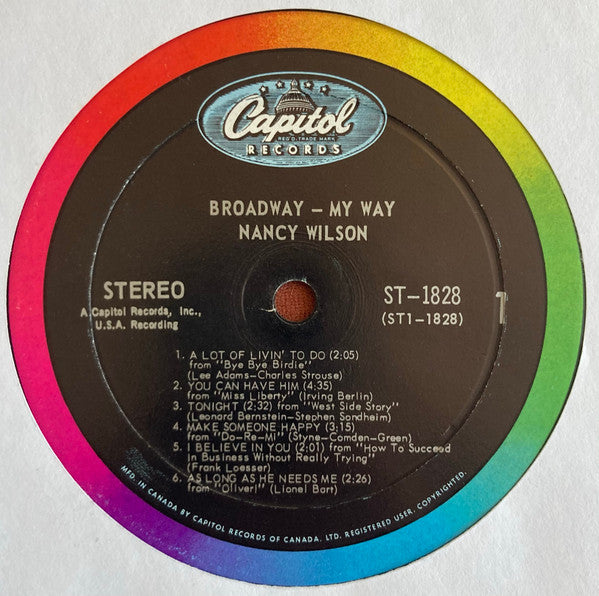 Capitol
REG'D. TRADE MARK
RECORDS
BROADWAY – MY WAY
NANCY WILSON
STEREO
A Capitol Records, Inc.,
U.S.A. Recording
ST–1828
(ST1–1828)
1
1. A LOT OF LIVIN' TO DO (2:05)
from "Bye Bye Birdie"
(Lee Adams–Charles Strouse)
2. YOU CAN HAVE HIM (4:35)
from "Miss Liberty" (Irving Berlin)
3. TONIGHT (2:32) from "West Side Story"
(Leonard Bernstein–Stephen Sondheim)
4. MAKE SOMEONE HAPPY (3:15)
from "Do–Re–Mi" (Styne–Comden–Green)
5. I BELIEVE IN YOU (2:01) from "How To Succeed
in Business Without Really Trying"
(Frank Loesser)
6. AS LONG AS HE NEEDS ME (2:26)
from "Oliver!" (Lionel Bart)
MFD. IN CANADA BY CAPITOL RECORDS OF CANADA. LTD. REGISTERED USER. COPYRIGHTED.